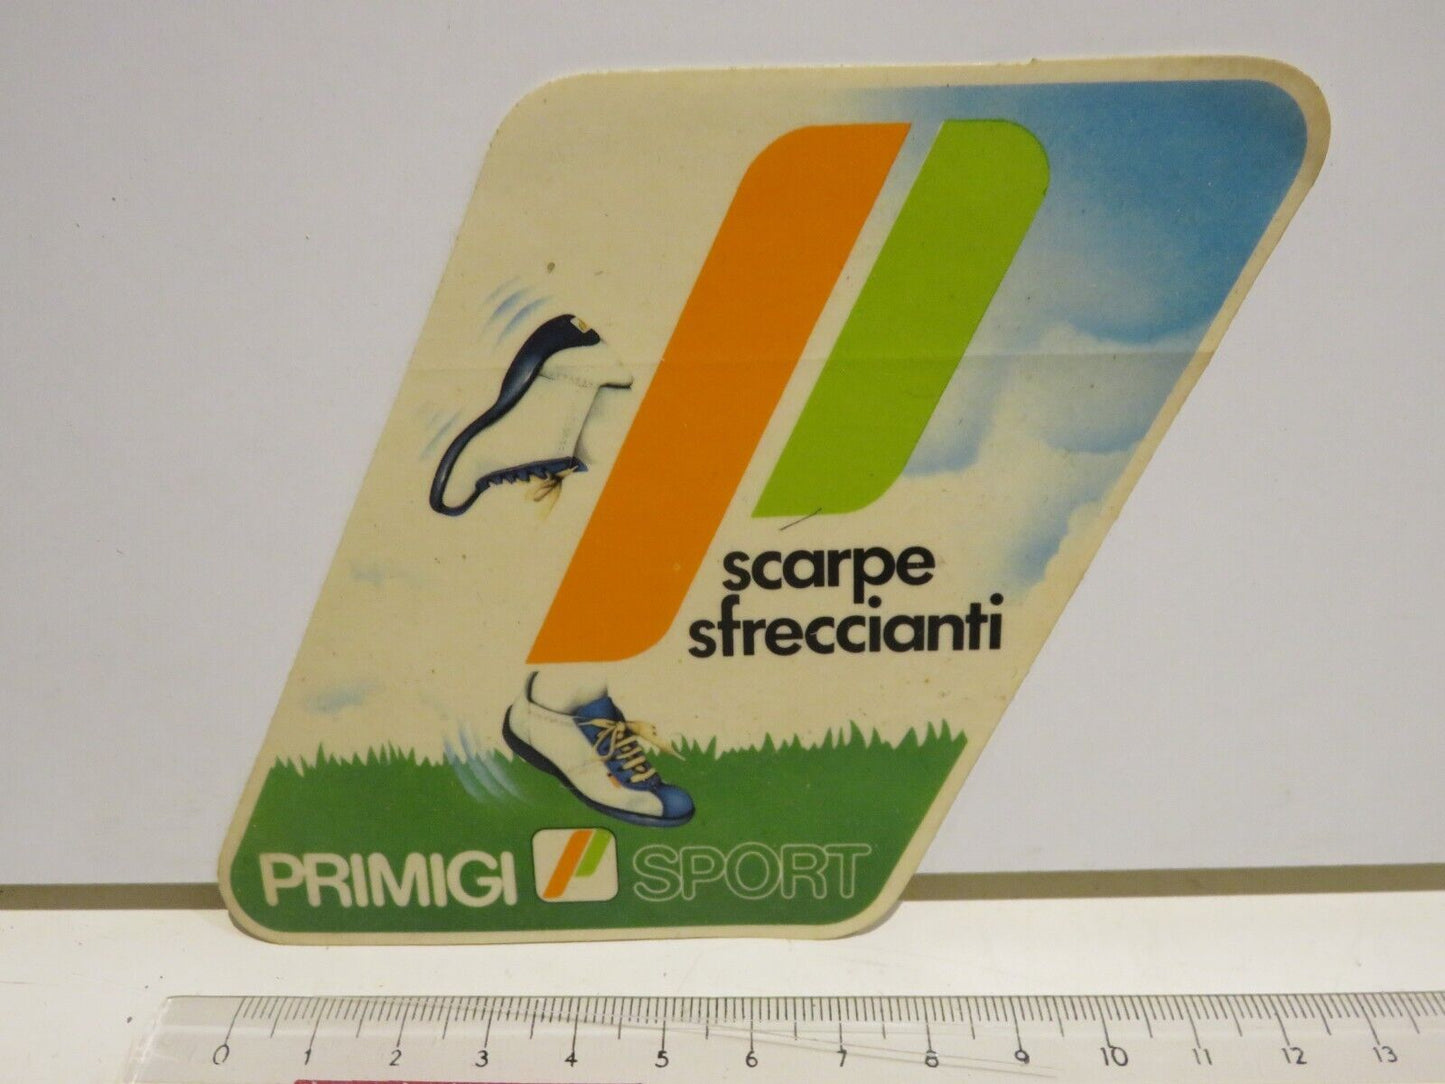 scarpe
sfreccianti
PRIMIGI SPORT
0 1 2 3 4 5 6 7 8 9 10 11 12 13